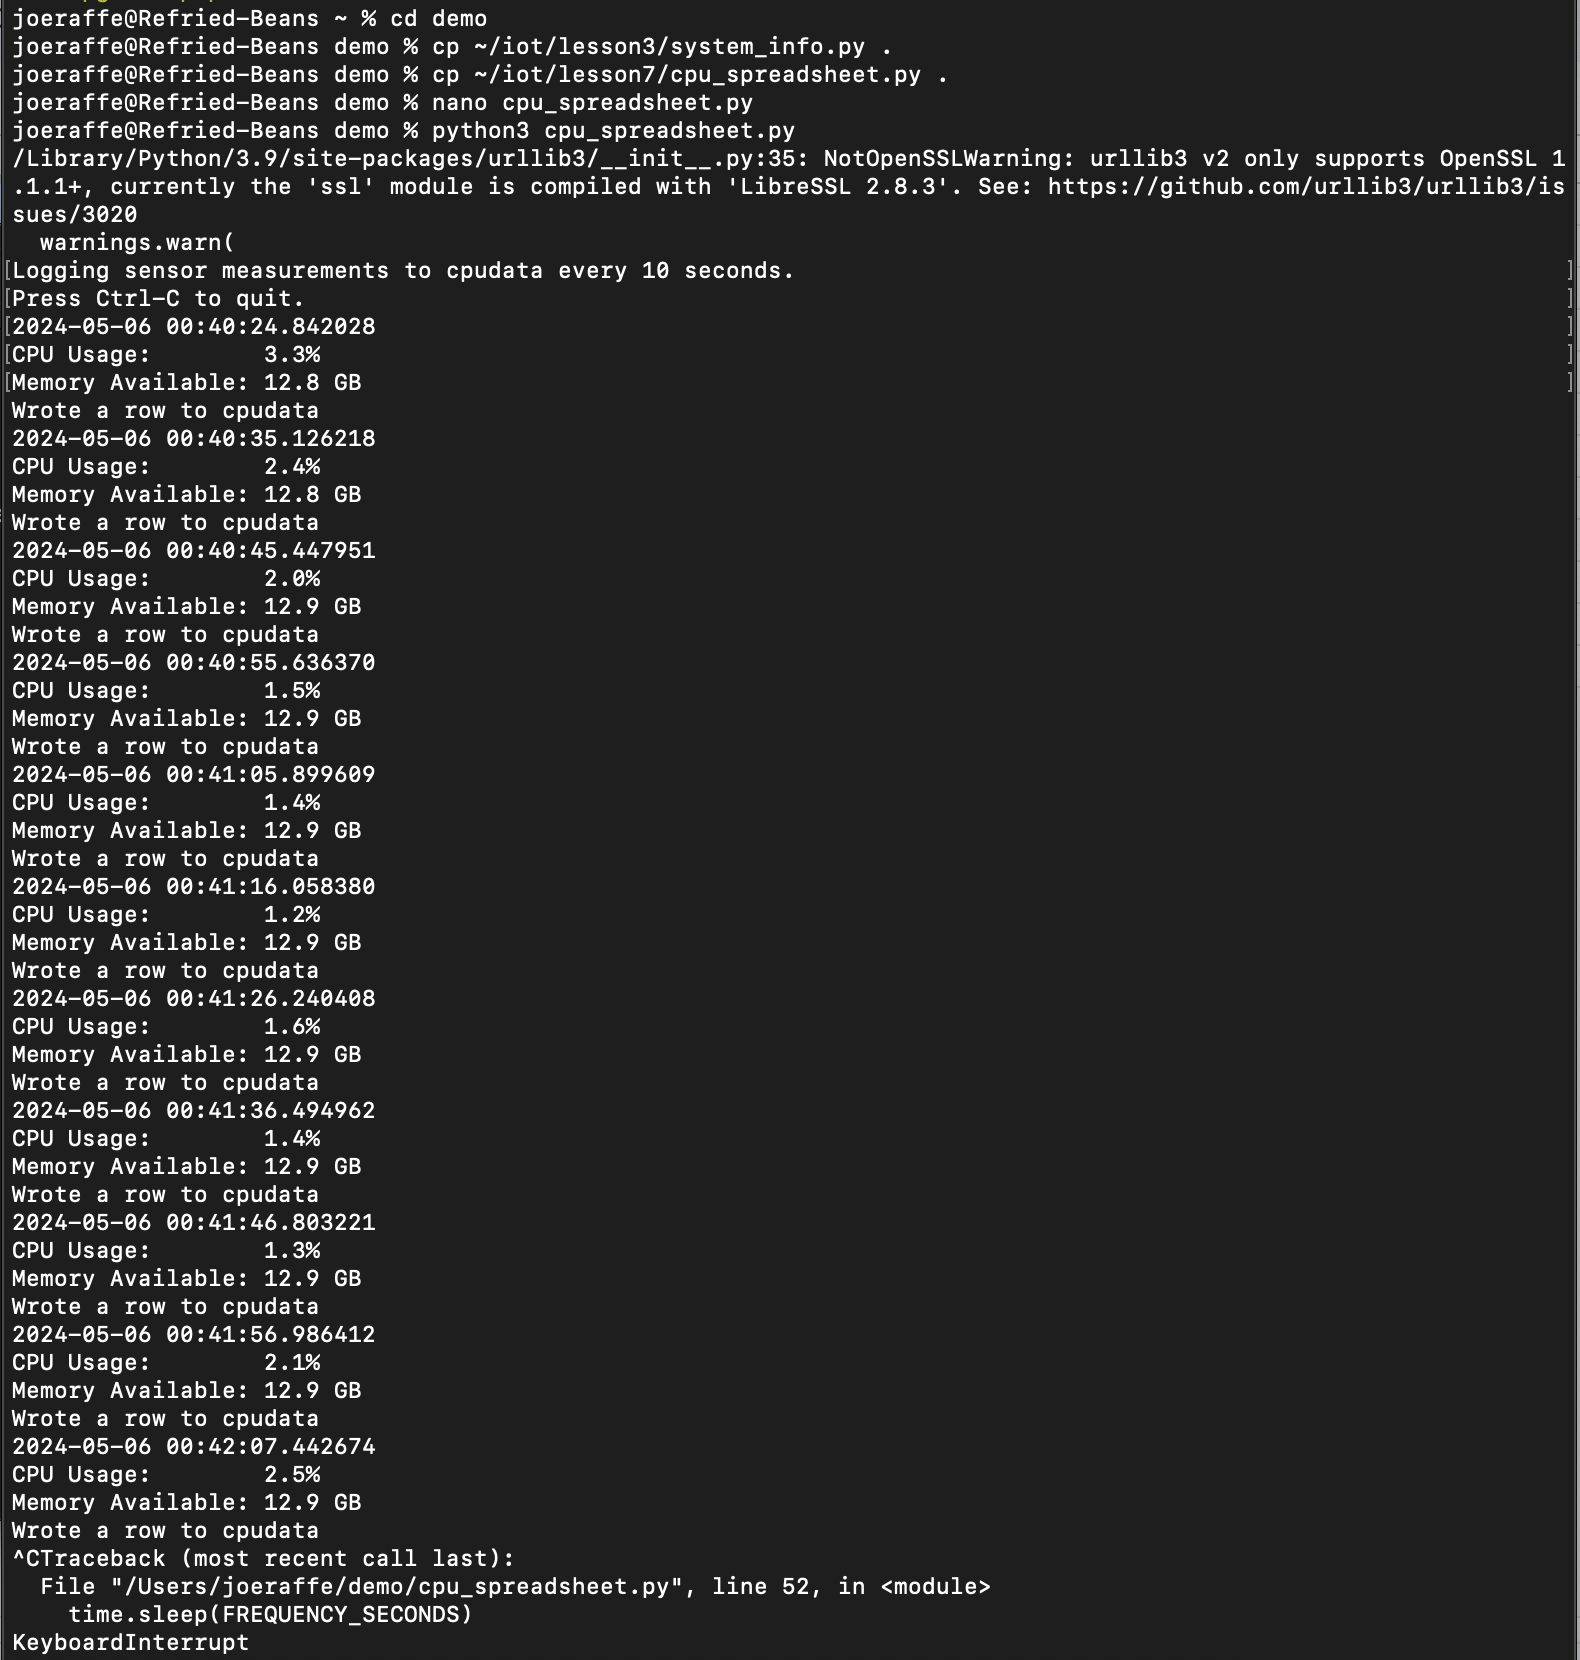 joeraffe@Refried-Beans ~ % cd demo
joeraffe@Refried-Beans demo % cp ~/iot/lesson3/system_info.py .
joeraffe@Refried-Beans demo % cp ~/iot/lesson7/cpu_spreadsheet.py .
joeraffe@Refried-Beans demo % nano cpu_spreadsheet.py
joeraffe@Refried-Beans demo % python3 cpu_spreadsheet.py
/Library/Python/3.9/site-packages/urllib3/__init__.py:35: NotOpenSSLWarning: urllib3 v2 only supports OpenSSL 1
.1.1+, currently the 'ssl' module is compiled with 'LibreSSL 2.8.3'. See: https://github.com/urllib3/urllib3/is
sues/3020
  warnings.warn(
[Logging sensor measurements to cpudata every 10 seconds. ]
[Press Ctrl-C to quit. ]
[2024-05-06 00:40:24.842028 ]
[CPU Usage:        3.3% ]
[Memory Available: 12.8 GB ]
Wrote a row to cpudata
2024-05-06 00:40:35.126218
CPU Usage:        2.4%
Memory Available: 12.8 GB
Wrote a row to cpudata
2024-05-06 00:40:45.447951
CPU Usage:        2.0%
Memory Available: 12.9 GB
Wrote a row to cpudata
2024-05-06 00:40:55.636370
CPU Usage:        1.5%
Memory Available: 12.9 GB
Wrote a row to cpudata
2024-05-06 00:41:05.899609
CPU Usage:        1.4%
Memory Available: 12.9 GB
Wrote a row to cpudata
2024-05-06 00:41:16.058380
CPU Usage:        1.2%
Memory Available: 12.9 GB
Wrote a row to cpudata
2024-05-06 00:41:26.240408
CPU Usage:        1.6%
Memory Available: 12.9 GB
Wrote a row to cpudata
2024-05-06 00:41:36.494962
CPU Usage:        1.4%
Memory Available: 12.9 GB
Wrote a row to cpudata
2024-05-06 00:41:46.803221
CPU Usage:        1.3%
Memory Available: 12.9 GB
Wrote a row to cpudata
2024-05-06 00:41:56.986412
CPU Usage:        2.1%
Memory Available: 12.9 GB
Wrote a row to cpudata
2024-05-06 00:42:07.442674
CPU Usage:        2.5%
Memory Available: 12.9 GB
Wrote a row to cpudata
^CTraceback (most recent call last):
  File "/Users/joeraffe/demo/cpu_spreadsheet.py", line 52, in <module>
    time.sleep(FREQUENCY_SECONDS)
KeyboardInterrupt